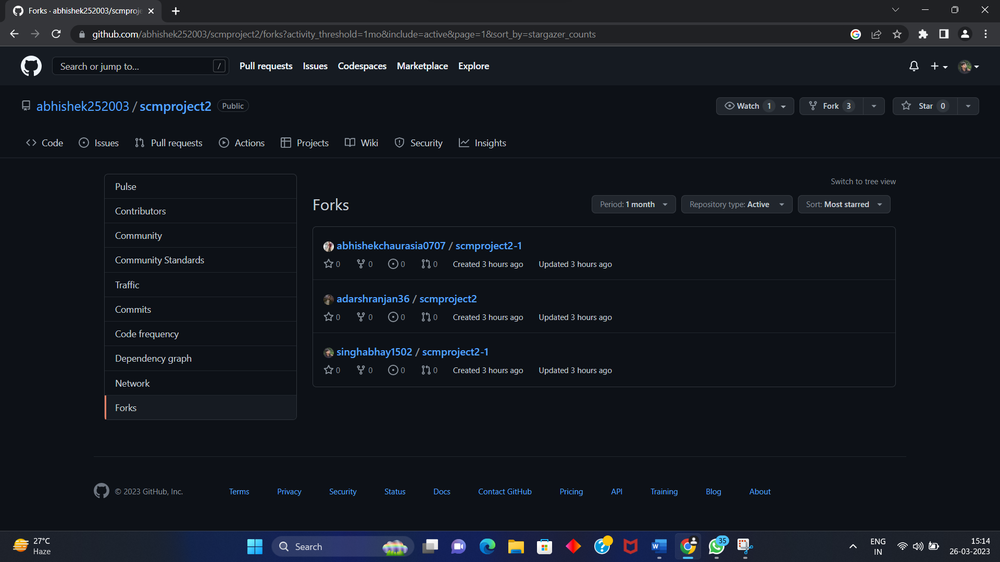 Forks · abhishek252003/scmproje
github.com/abhishek252003/scmproject2/forks?activity_threshold=1mo&include=active&page=1&sort_by=stargazer_counts
Search or jump to... /
Pull requests Issues Codespaces Marketplace Explore
abhishek252003 / scmproject2 Public
Watch 1 Fork 3 Star 0
Code Issues Pull requests Actions Projects Wiki Security Insights
Pulse
Contributors
Community
Community Standards
Traffic
Commits
Code frequency
Dependency graph
Network
Forks
Switch to tree view
Forks
Period: 1 month Repository type: Active Sort: Most starred
abhishekchaurasia0707 / scmproject2-1
0 0 0 0 Created 3 hours ago Updated 3 hours ago
adarshranjan36 / scmproject2
0 0 0 0 Created 3 hours ago Updated 3 hours ago
singhabhay1502 / scmproject2-1
0 0 0 0 Created 3 hours ago Updated 3 hours ago
© 2023 GitHub, Inc. Terms Privacy Security Status Docs Contact GitHub Pricing API Training Blog About
27°C
Haze
Search
W
35
ENG
IN
15:14
26-03-2023